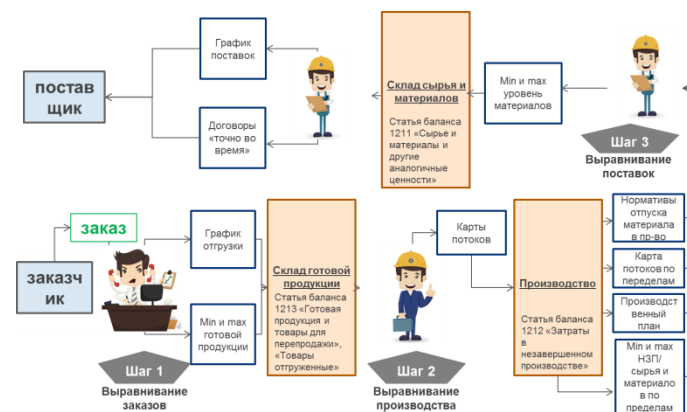 График
поставок
постав
щик
Договоры
«точно во
время»
Склад сырья и
материалов
Статья баланса
1211 «Сырье и
материалы и
другие
аналогичные
ценности»
Min и max
уровень
материалов
Шаг 3
Выравнивание
поставок
заказ
заказч
ик
График
отгрузки
Min и max
готовой
продукции
Шаг 1
Выравнивание
заказов
Склад готовой
продукции
Статья баланса
1213 «Готовая
продукция и
товары для
перепродажи»,
«Товары
отгруженные»
Карты
потоков
Шаг 2
Выравнивание
производства
Производство
Статья баланса
1212 «Затраты
в
незавершенном
производстве»
Нормативы
отпуска
материала
в пр-во
Карта
потоков по
переделам
Производст
венный
план
Min и max
НЗП/
сырья и
материало
в по
пределам